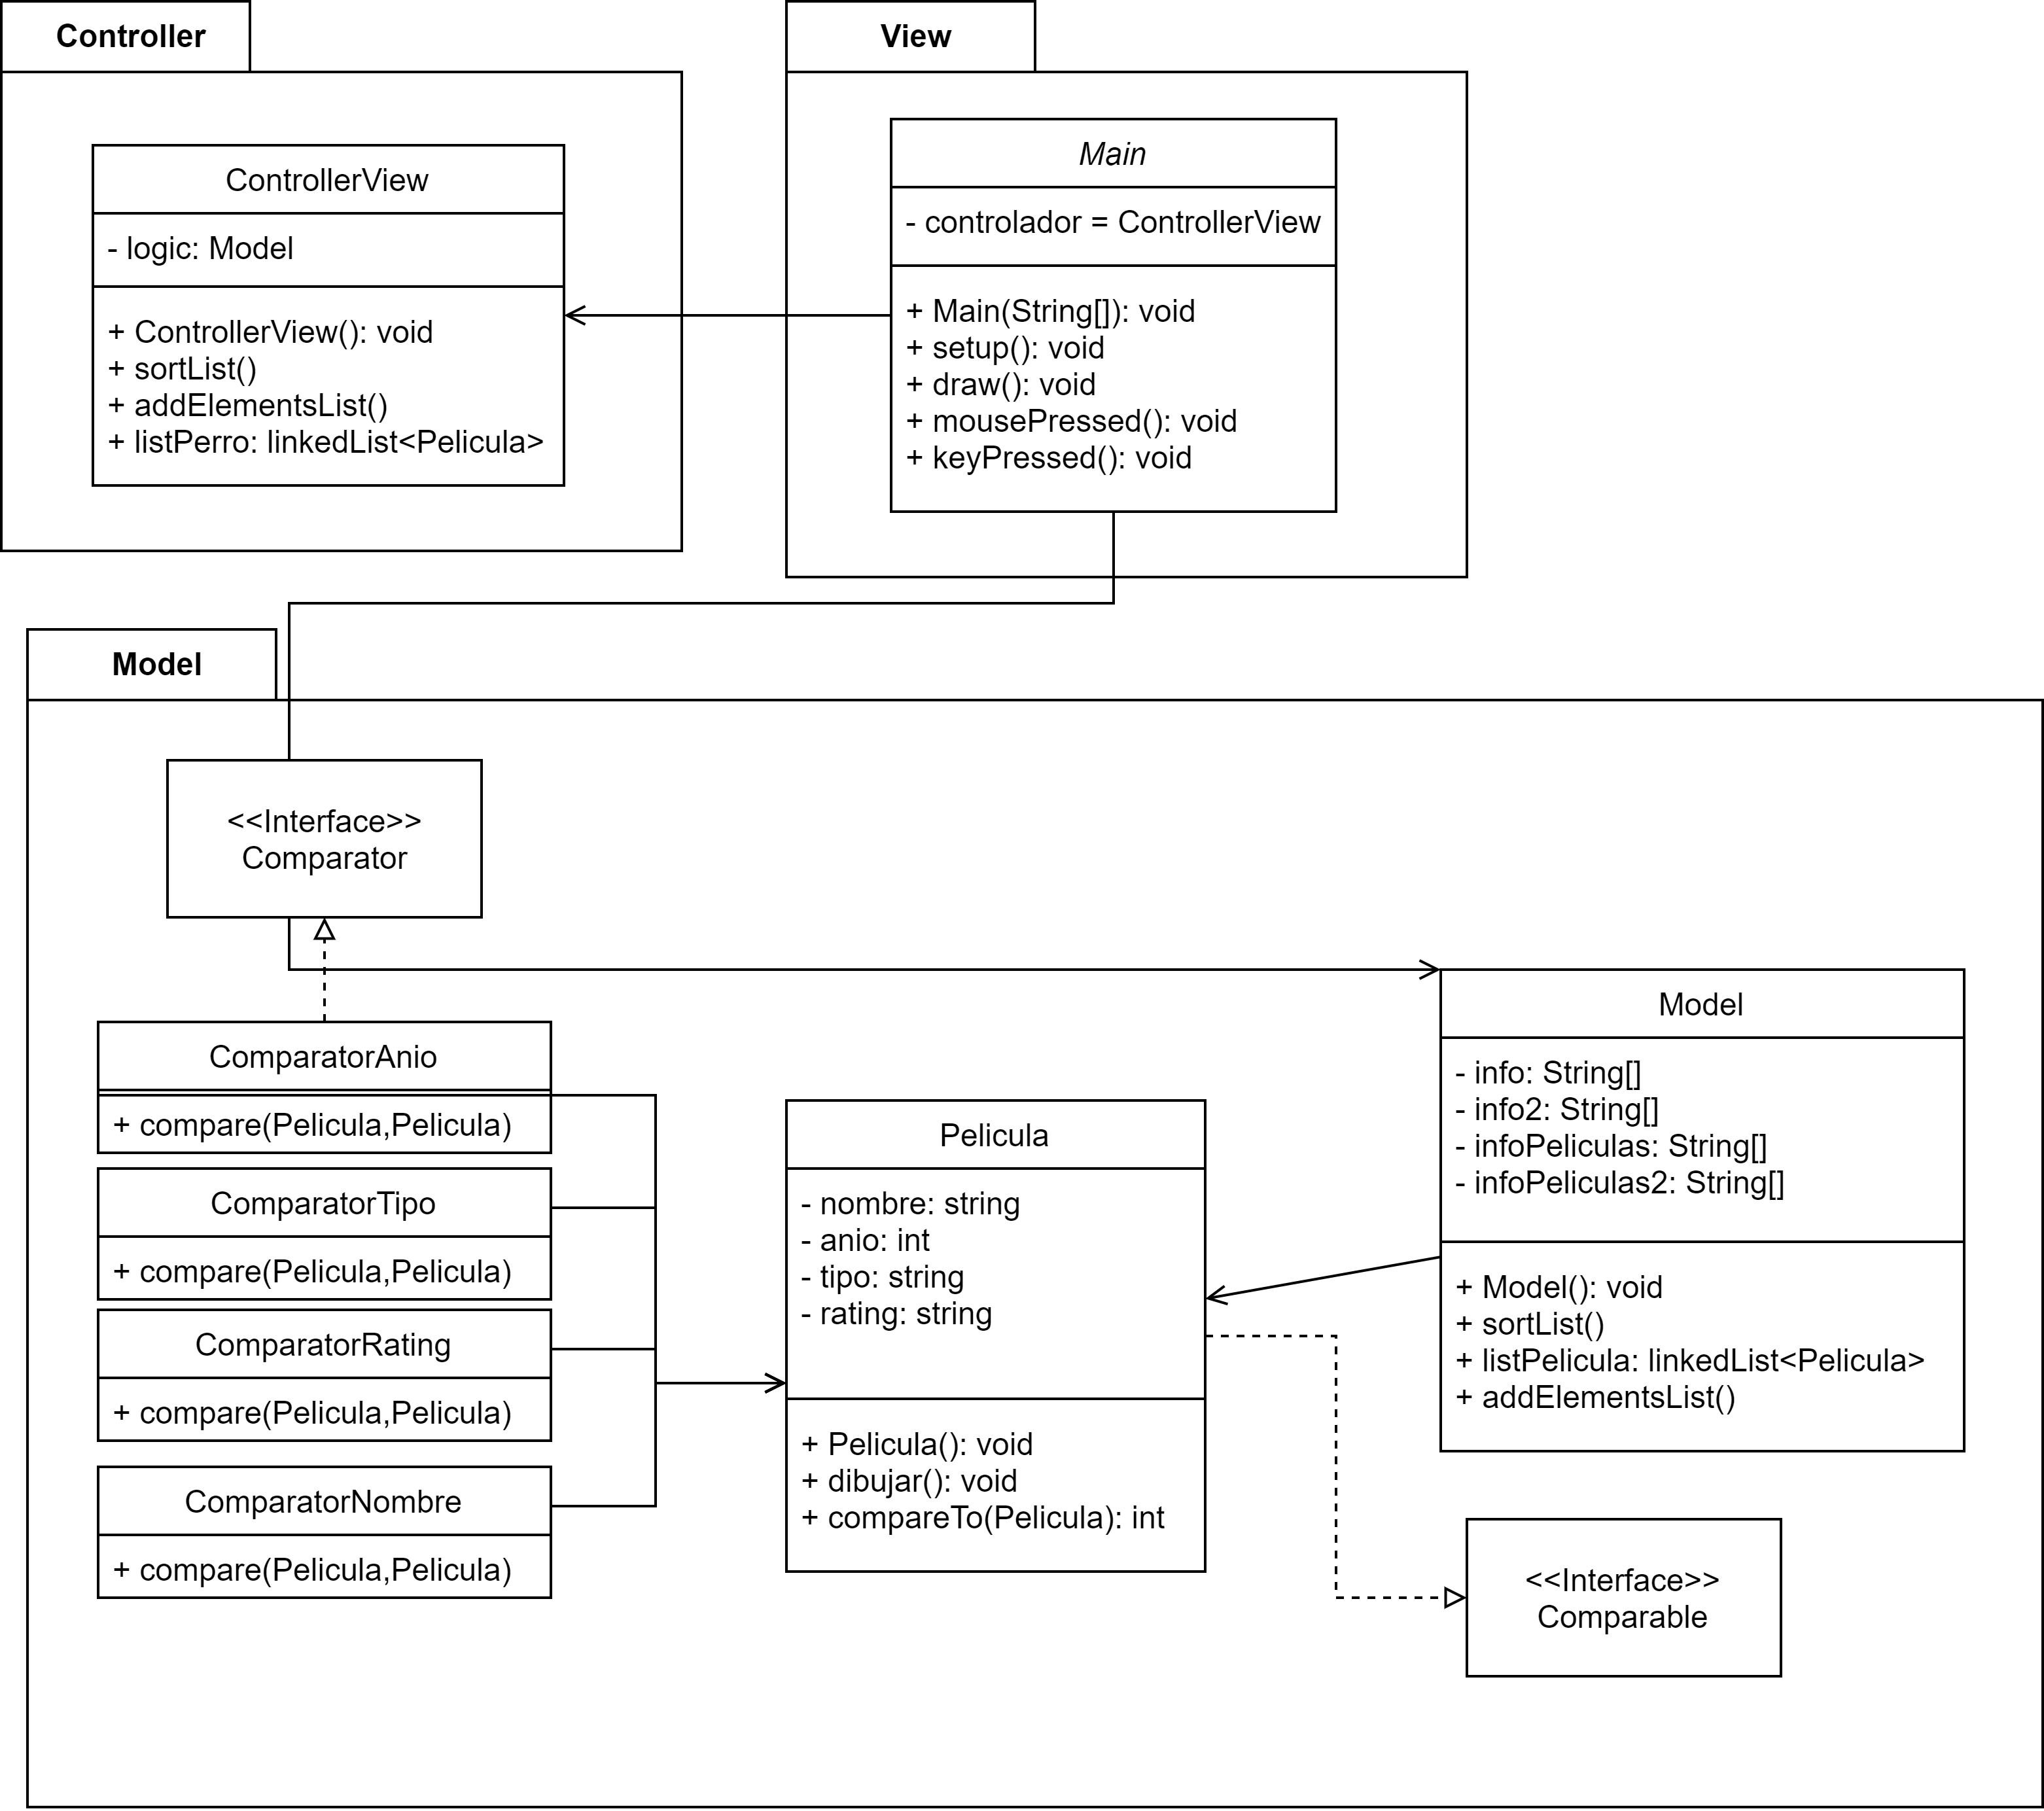 Controller
ControllerView
- logic: Model
+ ControllerView(): void
+ sortList()
+ addElementsList()
+ listPerro: linkedList<Pelicula>
View
Main
- controlador = ControllerView
+ Main(String[]): void
+ setup(): void
+ draw(): void
+ mousePressed(): void
+ keyPressed(): void
Model
<<Interface>>
Comparator
ComparatorAnio
+ compare(Pelicula,Pelicula)
ComparatorTipo
+ compare(Pelicula,Pelicula)
ComparatorRating
+ compare(Pelicula,Pelicula)
ComparatorNombre
+ compare(Pelicula,Pelicula)
Pelicula
- nombre: string
- anio: int
- tipo: string
- rating: string
+ Pelicula(): void
+ dibujar(): void
+ compareTo(Pelicula): int
Model
- info: String[]
- info2: String[]
- infoPeliculas: String[]
- infoPeliculas2: String[]
+ Model(): void
+ sortList()
+ listPelicula: linkedList<Pelicula>
+ addElementsList()
<<Interface>>
Comparable